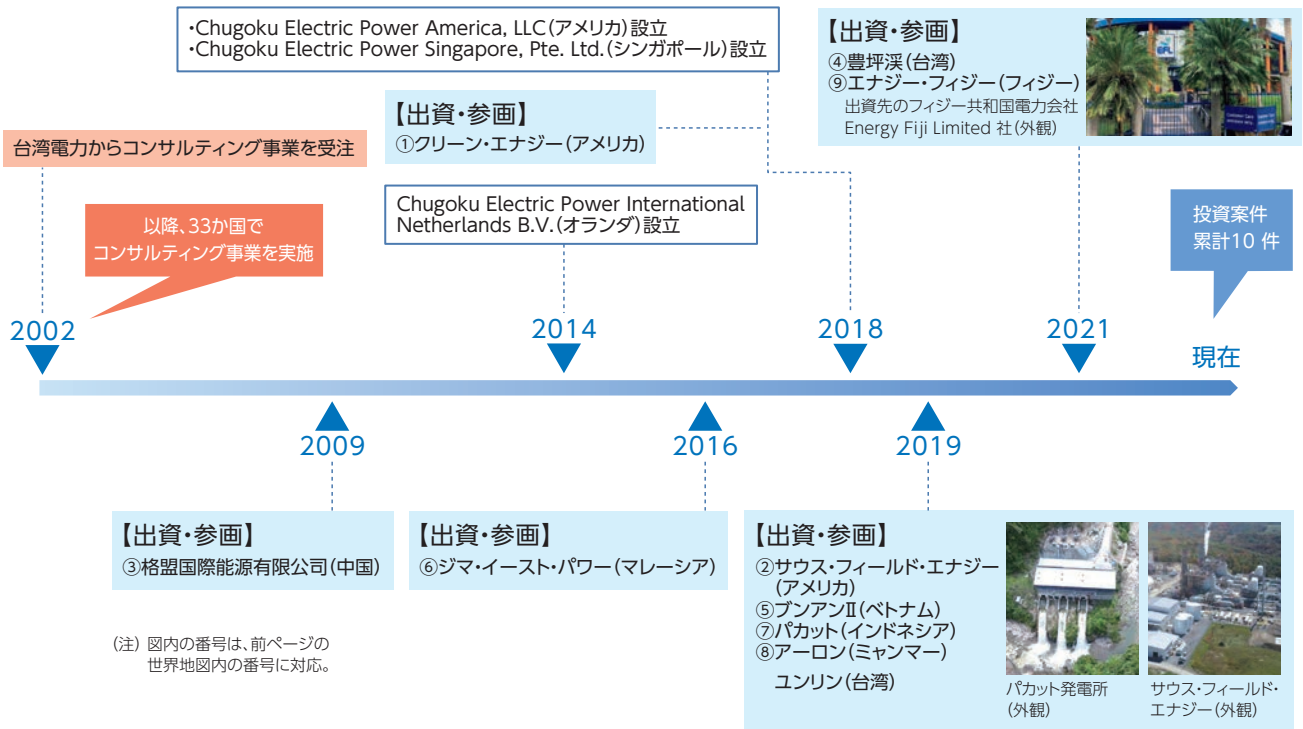 ・Chugoku Electric Power America, LLC(アメリカ)設立
・Chugoku Electric Power Singapore, Pte. Ltd.(シンガポール)設立
【出資・参画】
④豊坪渓(台湾)
⑨エナジー・フィジー(フィジー)
出資先のフィジー共和国電力会社
Energy Fiji Limited 社(外観)
EFL
【出資・参画】
①クリーン・エナジー(アメリカ)
台湾電力からコンサルティング事業を受注
Chugoku Electric Power International
Netherlands B.V.(オランダ)設立
以降、33か国で
コンサルティング事業を実施
投資案件
累計10 件
2002
2014
2018
2021
現在
2009
2016
2019
【出資・参画】
③格盟国際能源有限公司(中国)
【出資・参画】
⑥ジマ・イースト・パワー(マレーシア)
【出資・参画】
②サウス・フィールド・エナジー
(アメリカ)
⑤ブンアンⅡ(ベトナム)
⑦パカット(インドネシア)
⑧アーロン(ミャンマー)
ユンリン(台湾)
パカット発電所
(外観)
サウス・フィールド・
エナジー(外観)
(注) 図内の番号は、前ページの
世界地図内の番号に対応。